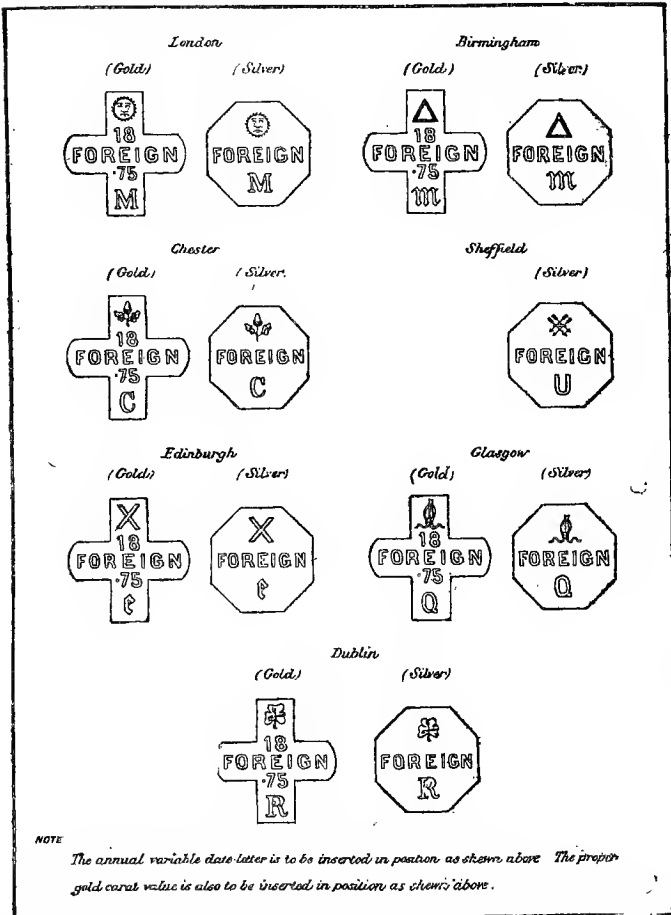 London
(Gold) (Silver)
18
FOREIGN
.75
M
FOREIGN
M
Birmingham
(Gold) (Silver)
18
FOREIGN
.75
m
FOREIGN
m
Chester
(Gold) (Silver.
18
FOREIGN
.75
C
FOREIGN
C
Sheffield
(Silver)
FOREIGN
U
Edinburgh
(Gold) (Silver)
X
18
FOREIGN
.75
e
X
FOREIGN
e
Glasgow
(Gold) (Silver)
18
FOREIGN
.75
Q
FOREIGN
Q
Dublin
(Gold) (Silver)
18
FOREIGN
.75
R
FOREIGN
R
NOTE
The annual variable date-letter is to be inserted in position as shewn above The proper
gold carat value is also to be inserted in position as shewn above.